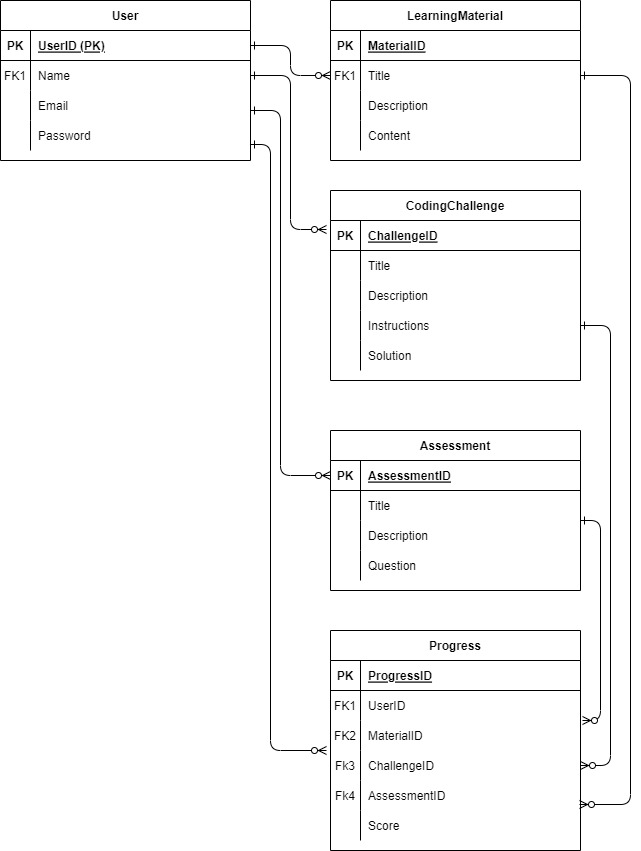 User
PK UserID (PK)
FK1 Name
Email
Password
LearningMaterial
PK MaterialID
FK1 Title
Description
Content
CodingChallenge
PK ChallengeID
Title
Description
Instructions
Solution
Assessment
PK AssessmentID
Title
Description
Question
Progress
PK ProgressID
FK1 UserID
FK2 MaterialID
Fk3 ChallengeID
Fk4 AssessmentID
Score